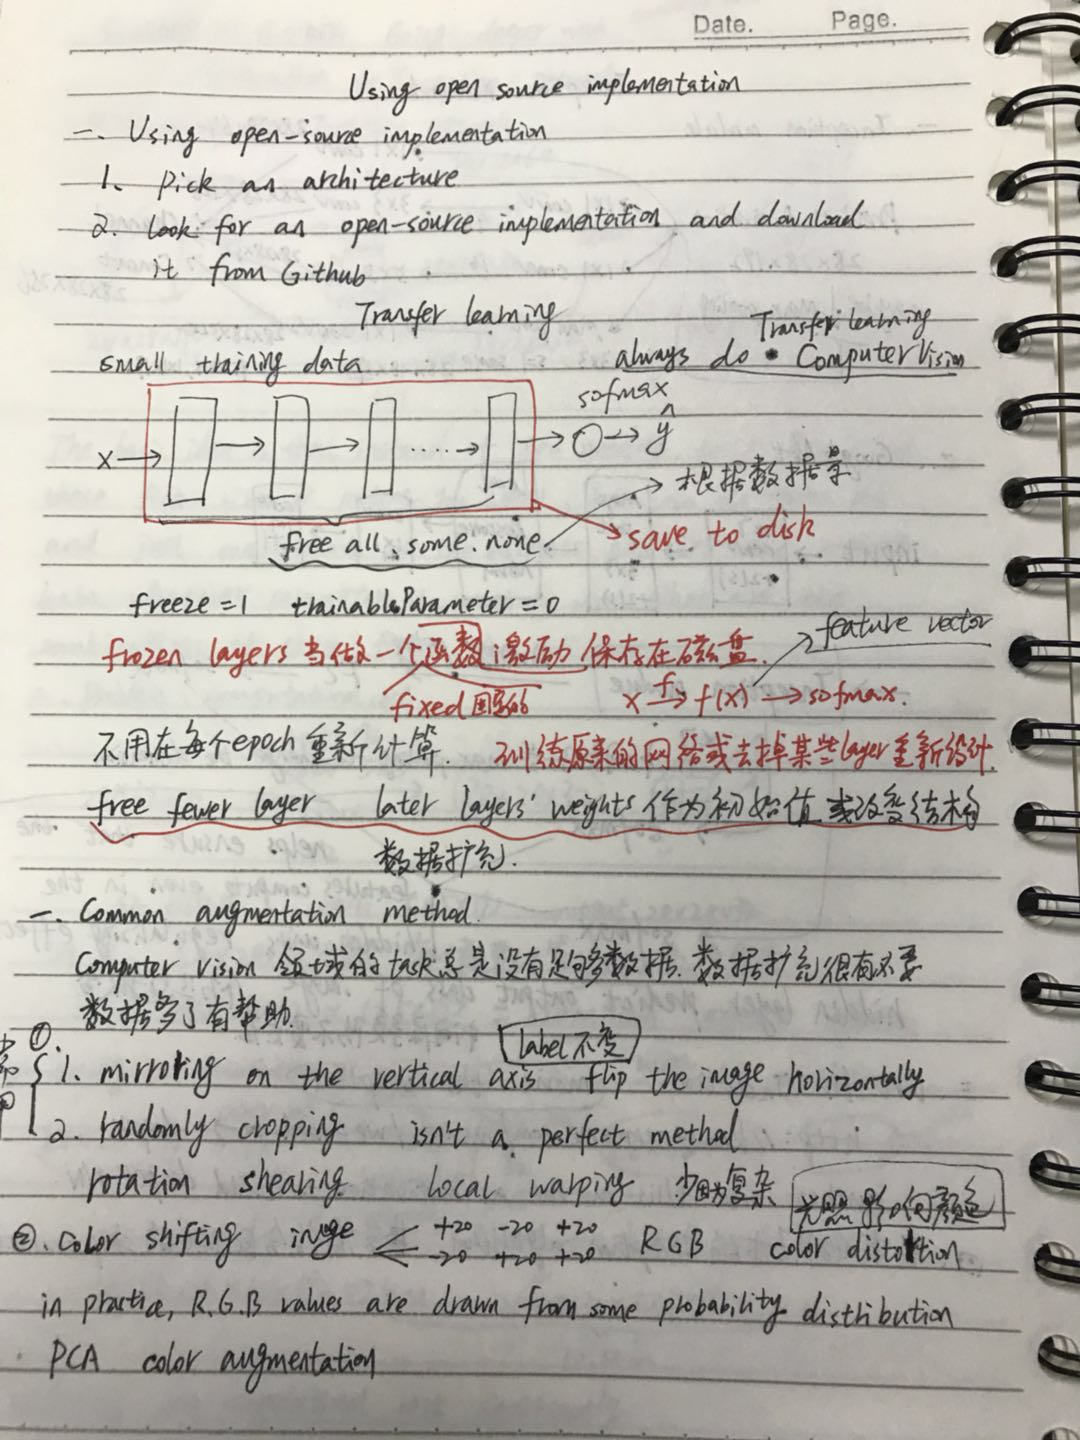 Date. Page.
Using open source implementation
一. Using open-source implementation
1. Pick an architecture
2. Look for an open-source implementation and download
it from Github
Transfer learning
small training data
Transfer learning
always do Computer Vision
sofmax
X → → → ..... → → ŷ
根据数据量
free all、some、none
save to disk
freeze=1 trainableParameter=0
feature vector
frozen layers 当做一个函数 激励 保存在磁盘.
fixed 固定的
x →f f(x) → sofmax.
不用在每个epoch重新计算. 训练原来的网络或去掉某些layer重新设计.
free fewer layer later layers' weights 作为初始值 或改变结构
数据扩充.
一. Common augmentation method.
Computer vision 领域的task总是没有足够多数据. 数据扩充很有必要
数据多了有帮助.
常用
①.
label不变
1. mirroring on the vertical axis flip the image horizontally
2. randomly cropping isn't a perfect method
rotation shearing local warping 少 因为复杂
光照影响颜色
②. Color shifting image +20 -20 +20 RGB color distortion
-20 +20 +20
in practice, R.G.B values are drawn from some probability distribution
PCA color augmentation